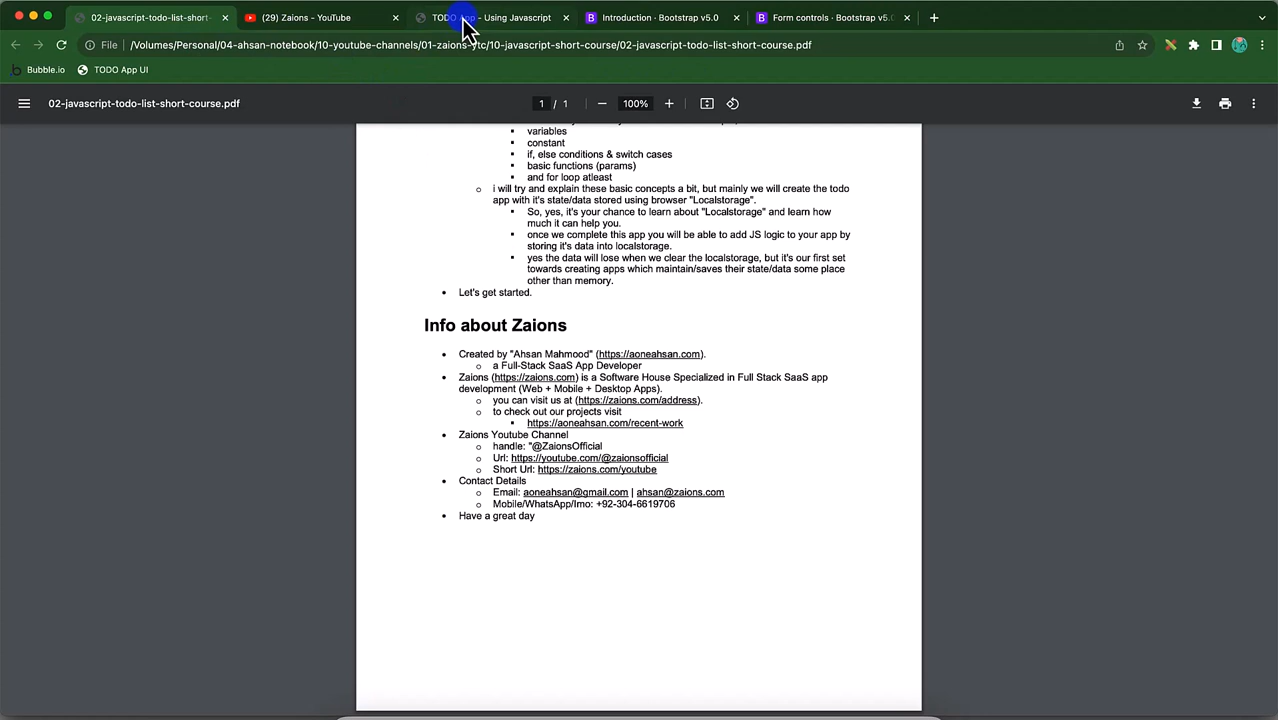 02-javascript-todo-list-short-
(29) Zaions - YouTube
TODO App - Using Javascript
Introduction · Bootstrap v5.0
Form controls · Bootstrap v5.0
File
/Volumes/Personal/04-ahsan-notebook/10-youtube-channels/01-zaions-ytc/10-javascript-short-course/02-javascript-todo-list-short-course.pdf
Bubble.io
TODO App UI
02-javascript-todo-list-short-course.pdf
1 / 1
100%
variables
constant
if, else conditions & switch cases
basic functions (params)
and for loop atleast
i will try and explain these basic concepts a bit, but mainly we will create the todo
app with it's state/data stored using browser "Localstorage".
So, yes, it's your chance to learn about "Localstorage" and learn how
much it can help you.
once we complete this app you will be able to add JS logic to your app by
storing it's data into localstorage.
yes the data will lose when we clear the localstorage, but it's our first set
towards creating apps which maintain/saves their state/data some place
other than memory.
Let's get started.
Info about Zaions
Created by "Ahsan Mahmood" (https://aoneahsan.com).
a Full-Stack SaaS App Developer
Zaions (https://zaions.com) is a Software House Specialized in Full Stack SaaS app
development (Web + Mobile + Desktop Apps).
you can visit us at (https://zaions.com/address).
to check out our projects visit
https://aoneahsan.com/recent-work
Zaions Youtube Channel
handle: "@ZaionsOfficial
Url: https://youtube.com/@zaionsofficial
Short Url: https://zaions.com/youtube
Contact Details
Email: aoneahsan@gmail.com | ahsan@zaions.com
Mobile/WhatsApp/Imo: +92-304-6619706
Have a great day